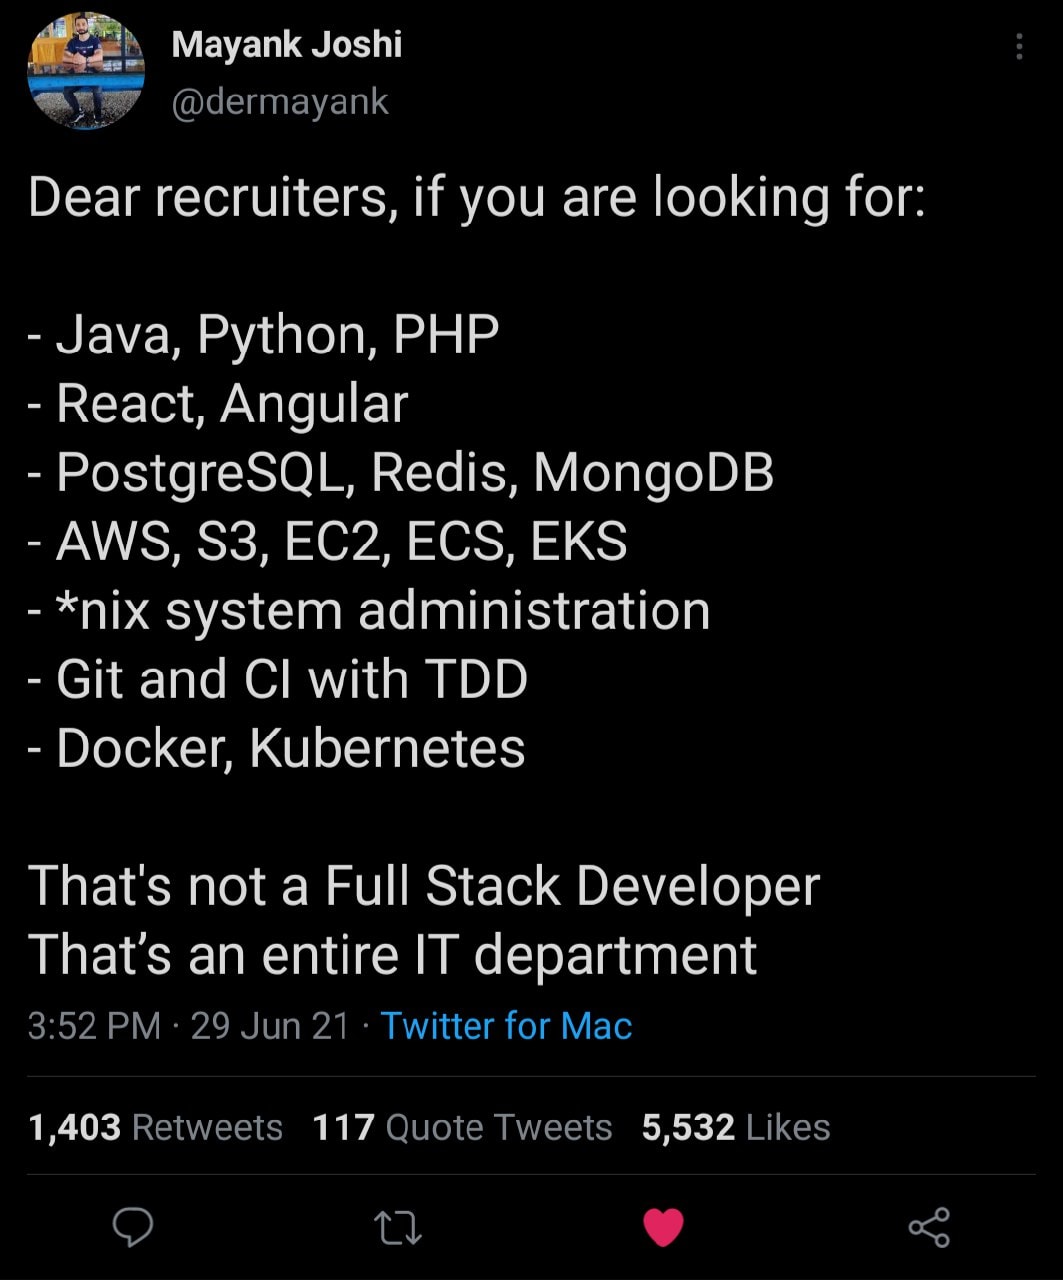 Mayank Joshi
@dermayank
Dear recruiters, if you are looking for:
- Java, Python, PHP
- React, Angular
- PostgreSQL, Redis, MongoDB
- AWS, S3, EC2, ECS, EKS
- *nix system administration
- Git and CI with TDD
- Docker, Kubernetes
That's not a Full Stack Developer
That’s an entire IT department
3:52 PM · 29 Jun 21 · Twitter for Mac
1,403 Retweets 117 Quote Tweets 5,532 Likes